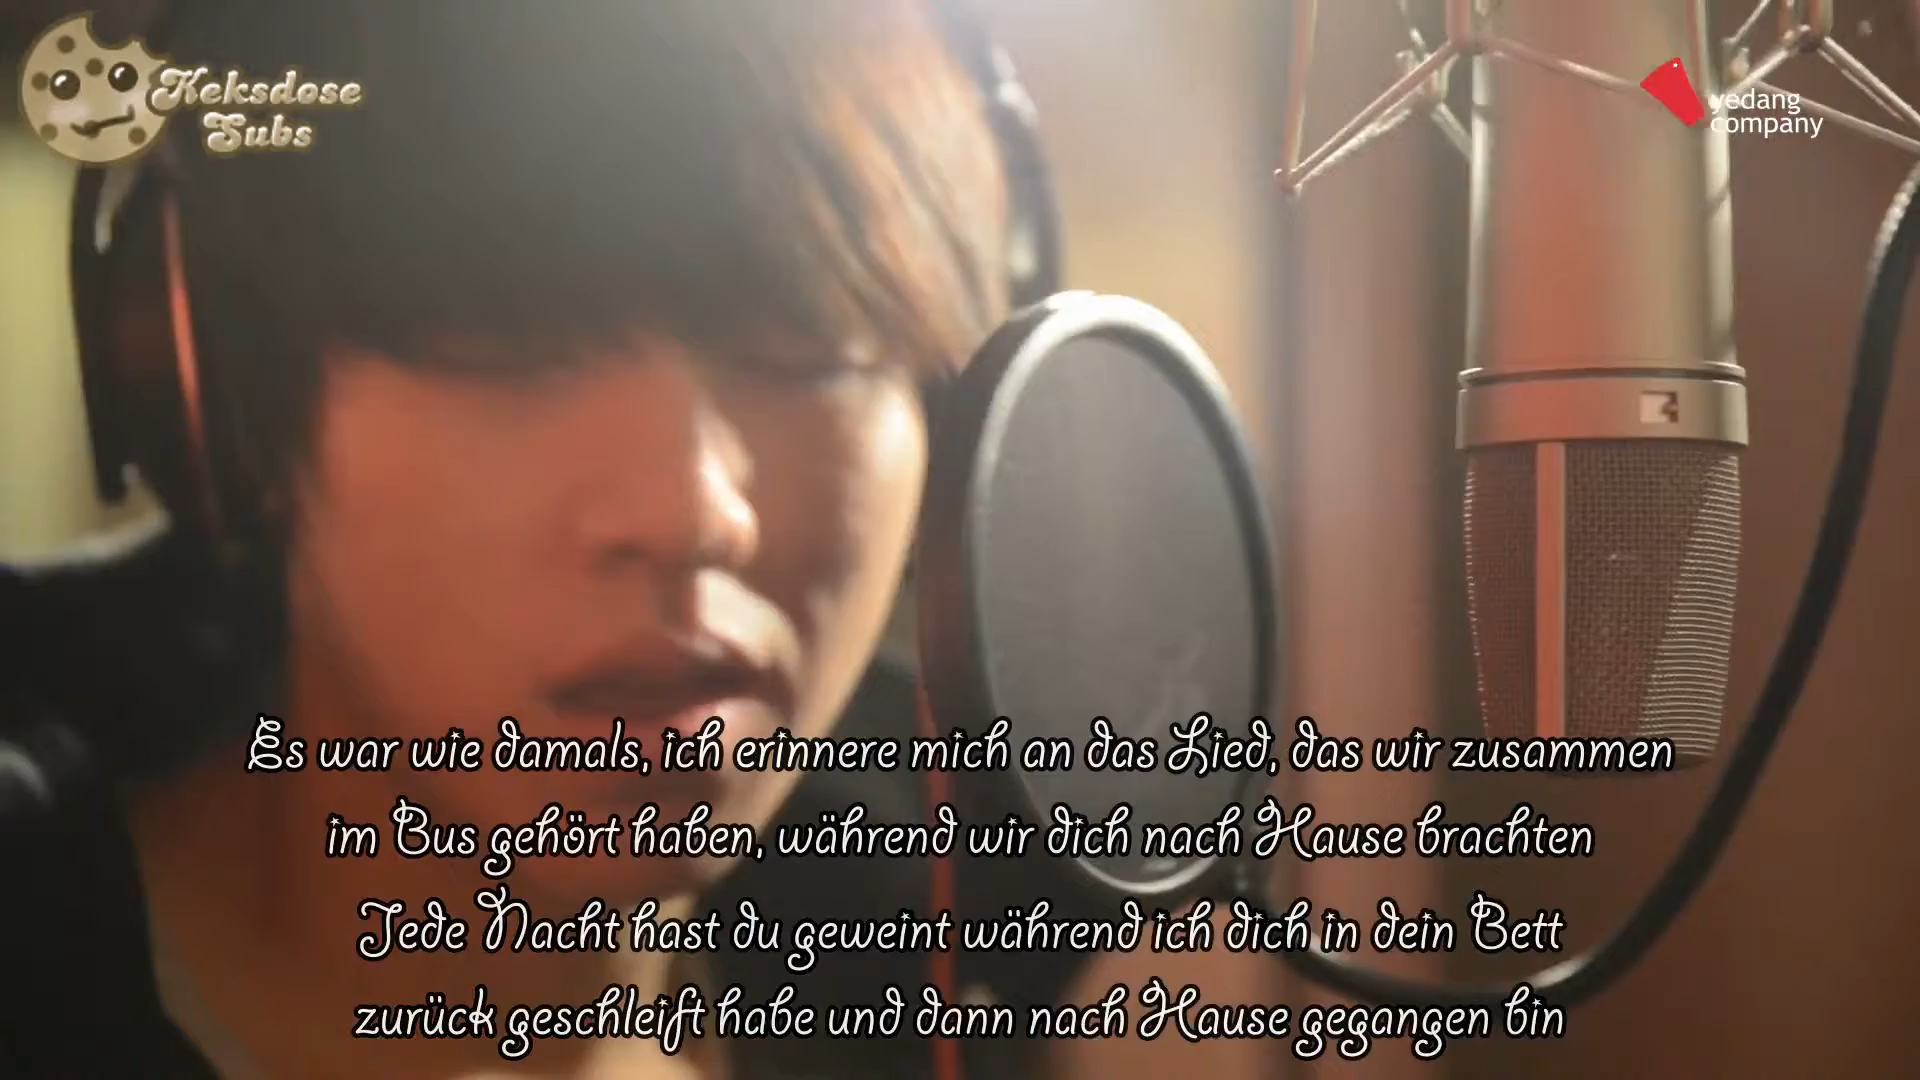 Keksdose
Subs
yedang
company
Es war wie damals, ich erinnere mich an das Lied, das wir zusammen
im Bus gehört haben, während wir dich nach Hause brachten
Jede Nacht hast du geweint während ich dich in dein Bett
zurück geschleift habe und dann nach Hause gegangen bin